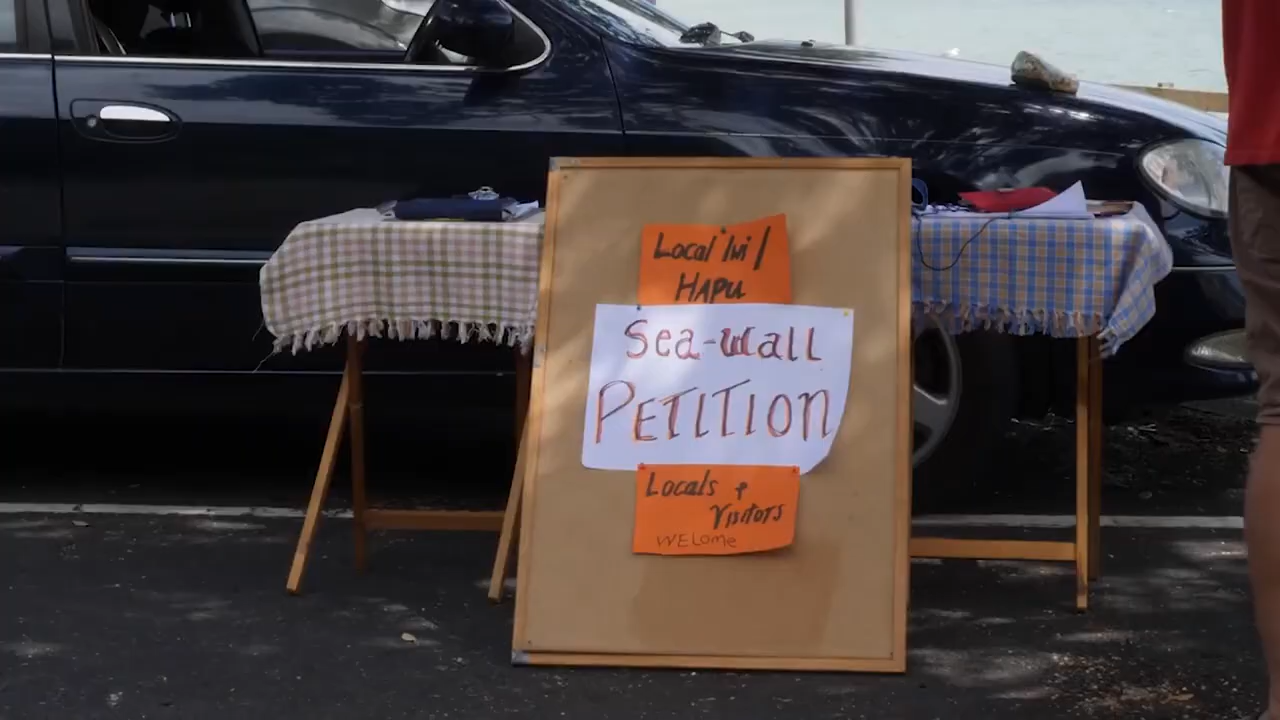 Local Iwi/
HAPU
Sea-wall
PETITION
Locals &
Visitors
WELome